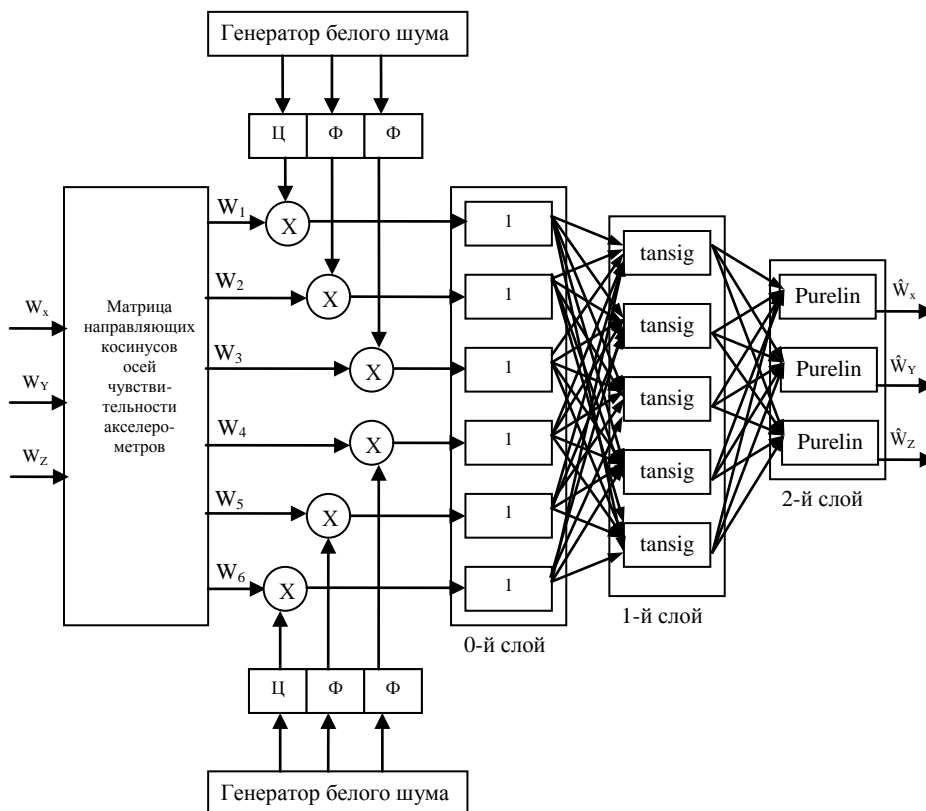 Генератор белого шума
Ц Ф Ф
Wx
WY
WZ
Матрица
направляющих
косинусов
осей
чувстви-
тельности
акселеро-
метров
W1
W2
W3
W4
W5
W6
X
X
X
X
X
X
1
1
1
1
1
1
0-й слой
tansig
tansig
tansig
tansig
tansig
1-й слой
Purelin
Purelin
Purelin
2-й слой
Ŵx
ŴY
ŴZ
Ц Ф Ф
Генератор белого шума